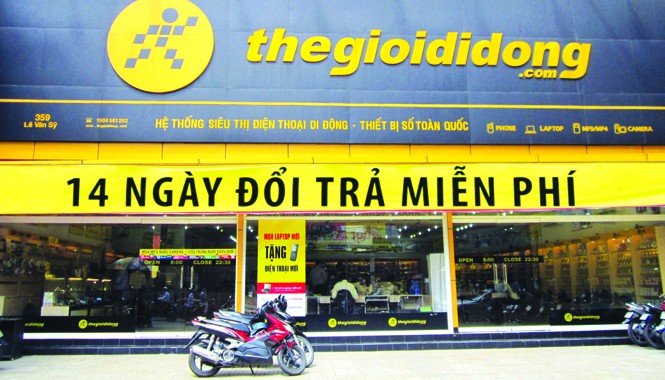 thegioididong
.com
359
Lê Văn Sỹ
HỆ THỐNG SIÊU THỊ ĐIỆN THOẠI DI ĐỘNG - THIẾT BỊ SỐ TOÀN QUỐC
PHONE LAPTOP MP3/MP4 CAMERA
14 NGÀY ĐỔI TRẢ MIỄN PHÍ
MUA LAPTOP MỚI
TẶNG
ĐIỆN THOẠI MỚI
OPEN 8:00 CLOSE 22:30
OPEN 8:00 CLOSE 22:30
thegioididong
thegioididong
thegioididong